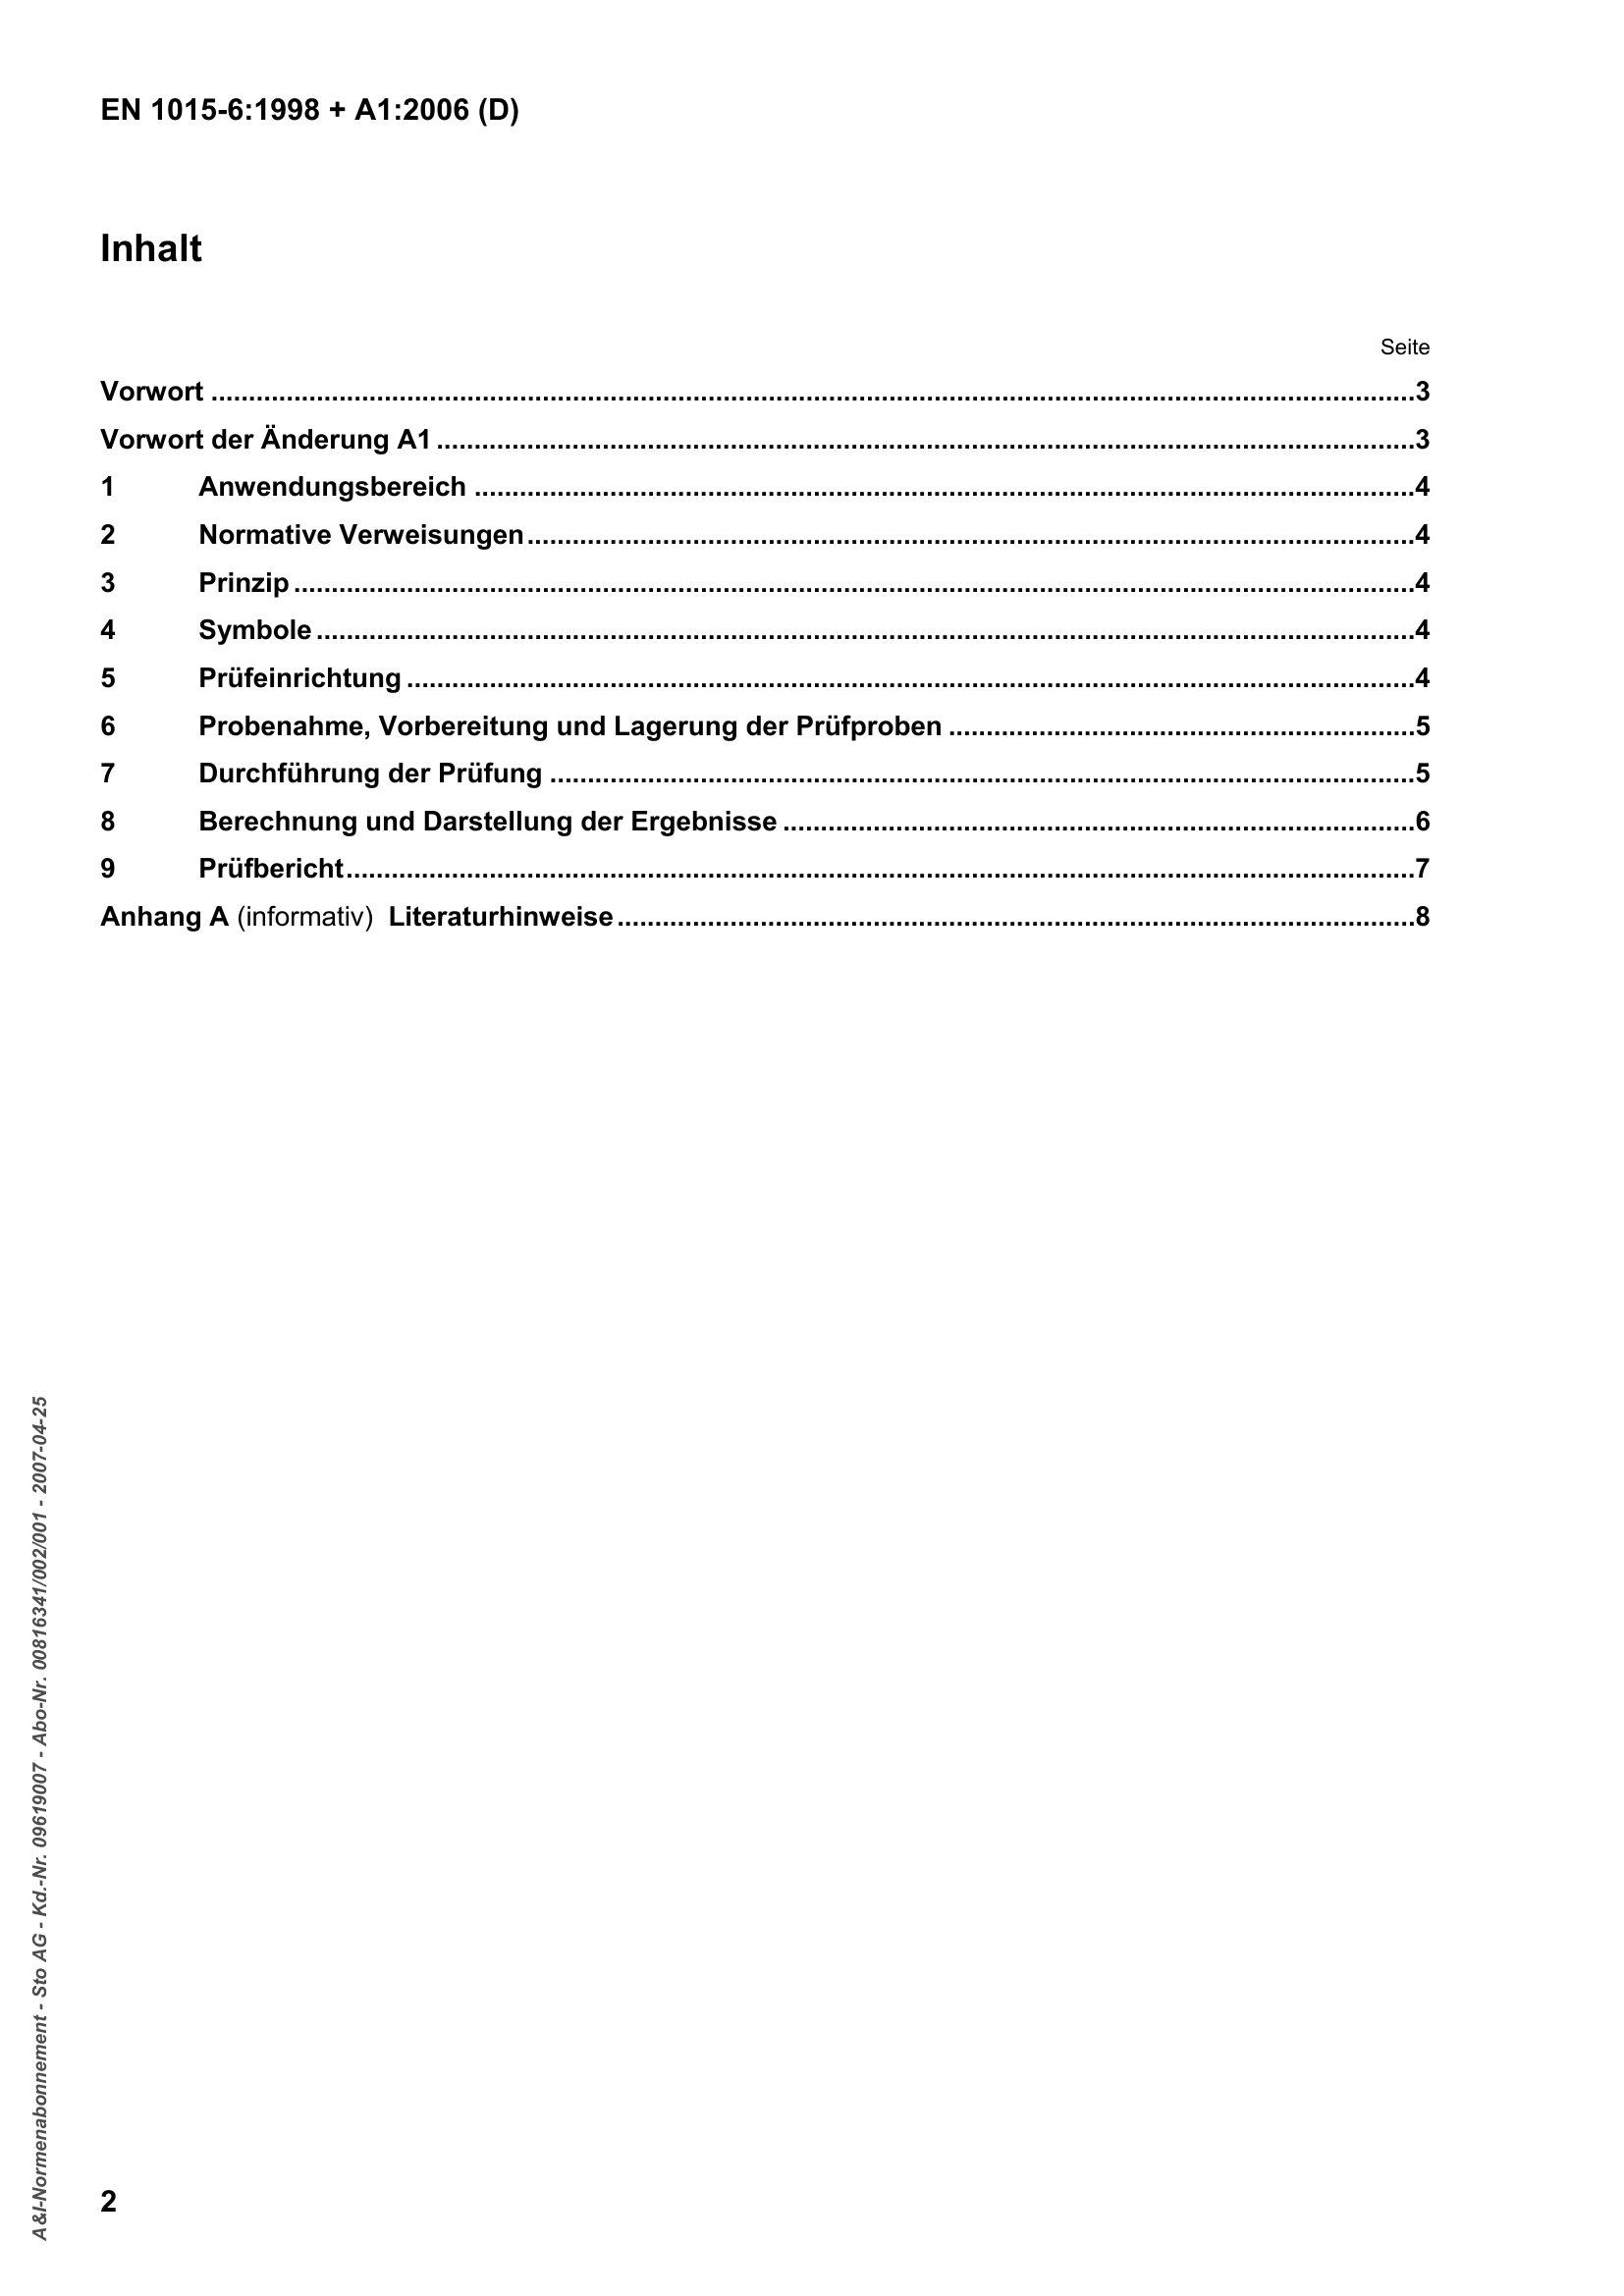 EN 1015-6:1998 + A1:2006 (D)
Inhalt
Seite
Vorwort ................................................................ 3
Vorwort der Änderung A1 ................................................................ 3
1 Anwendungsbereich ................................................................ 4
2 Normative Verweisungen ................................................................ 4
3 Prinzip ................................................................ 4
4 Symbole ................................................................ 4
5 Prüfeinrichtung ................................................................ 4
6 Probenahme, Vorbereitung und Lagerung der Prüfproben ................................................................ 5
7 Durchführung der Prüfung ................................................................ 5
8 Berechnung und Darstellung der Ergebnisse ................................................................ 6
9 Prüfbericht ................................................................ 7
Anhang A (informativ) Literaturhinweise ................................................................ 8
A&I-Normenabonnement - Sto AG - Kd.-Nr. 09619007 - Abo-Nr. 00816341/002/001 - 2007-04-25
2